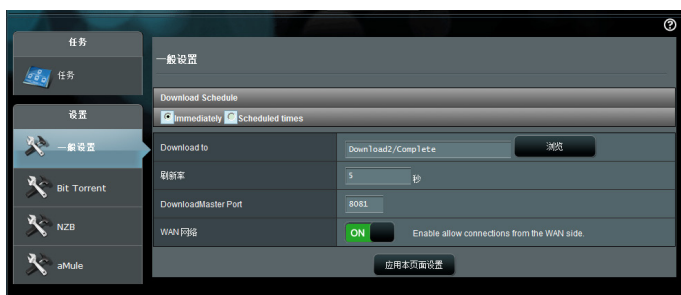 任务
任务
设置
一般设置
Bit Torrent
NZB
aMule
一般设置
Download Schedule
Immediately Scheduled times
Download to Download2/Complete 浏览
刷新率 5 秒
DownloadMaster Port 8081
WAN 网络 ON Enable allow connections from the WAN side.
应用本页面设置